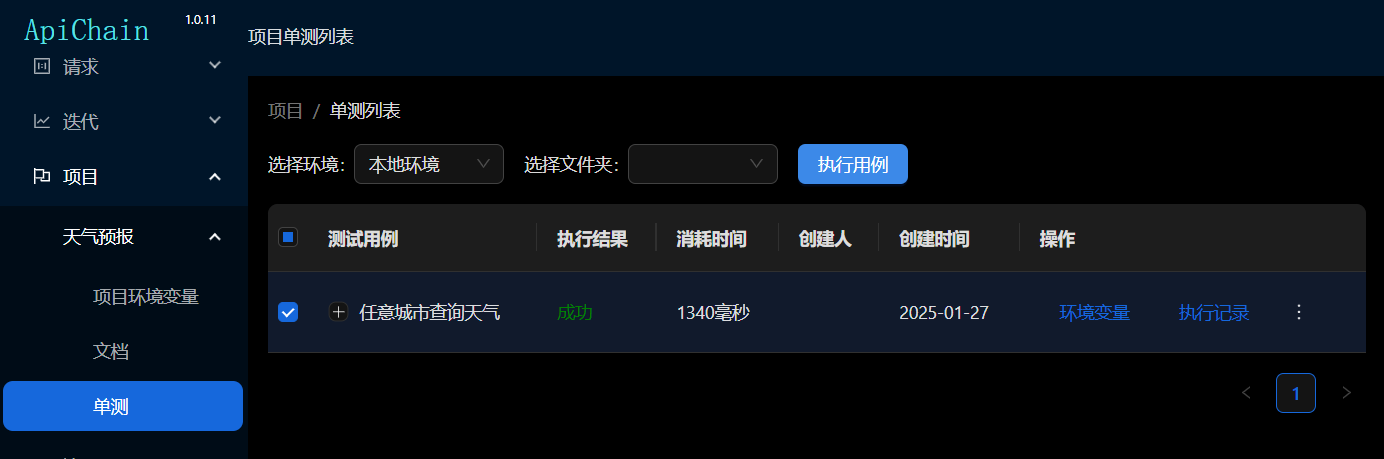 ApiChain 1.0.11
请求
迭代
项目
天气预报
项目环境变量
文档
单测
项目单测列表
项目 / 单测列表
选择环境: 本地环境 选择文件夹: 执行用例
测试用例 执行结果 消耗时间 创建人 创建时间 操作
任意城市查询天气 成功 1340毫秒 2025-01-27 环境变量 执行记录
1